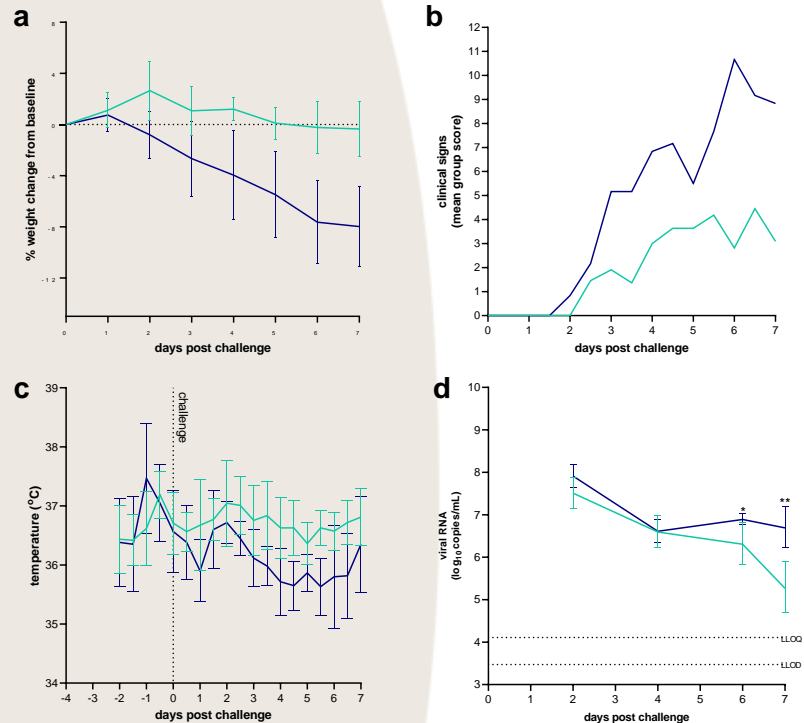 a
% weight change from baseline
8
4
0
-4
-8
-12
0 1 2 3 4 5 6 7
days post challenge
b
clinical signs
(mean group score)
12
11
10
9
8
7
6
5
4
3
2
1
0
0 1 2 3 4 5 6 7
days post challenge
c
temperature (°C)
39
38
37
36
35
34
challenge
-4 -3 -2 -1 0 1 2 3 4 5 6 7
days post challenge
d
viral RNA
(log10copies/mL)
10
9
8
7
6
5
4
3
*
**
LLOQ
LLOD
0 2 4 6 7
days post challenge